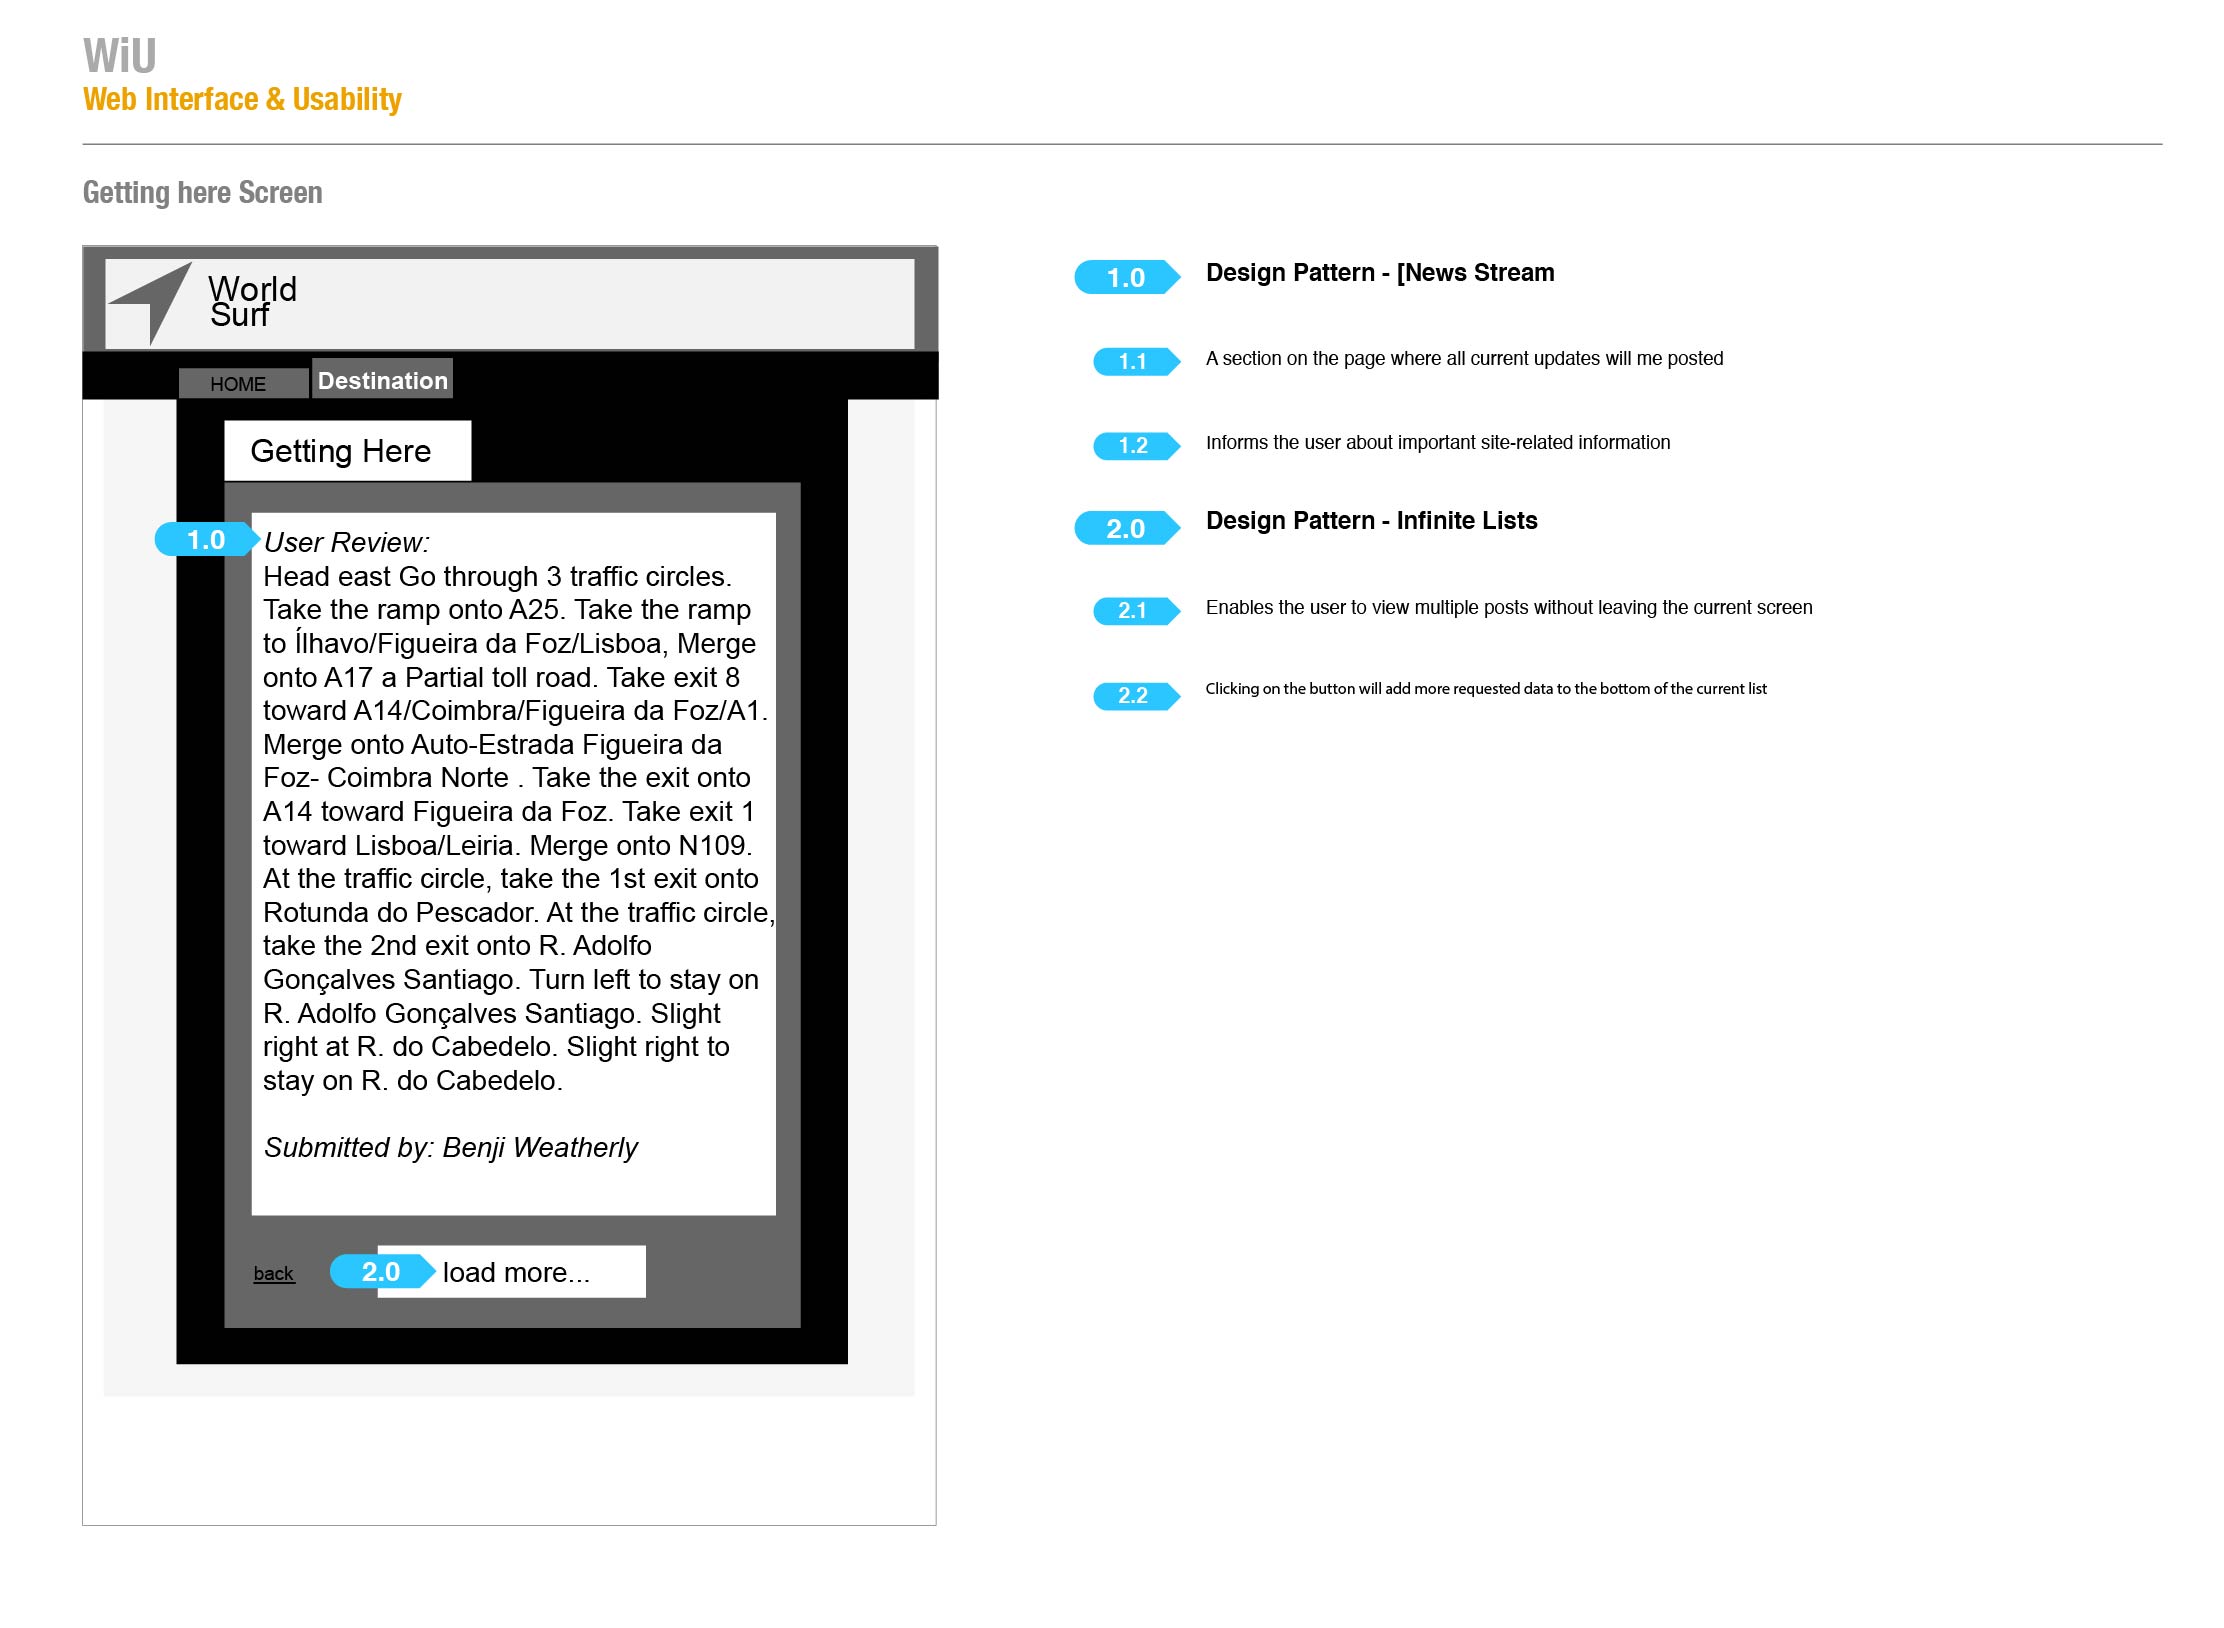 WiU
Web Interface & Usability
Getting here Screen
World
Surf
HOME
Destination
Getting Here
1.0
User Review:
Head east Go through 3 traffic circles.
Take the ramp onto A25. Take the ramp
to Ílhavo/Figueira da Foz/Lisboa, Merge
onto A17 a Partial toll road. Take exit 8
toward A14/Coimbra/Figueira da Foz/A1.
Merge onto Auto-Estrada Figueira da
Foz- Coimbra Norte . Take the exit onto
A14 toward Figueira da Foz. Take exit 1
toward Lisboa/Leiria. Merge onto N109.
At the traffic circle, take the 1st exit onto
Rotunda do Pescador. At the traffic circle,
take the 2nd exit onto R. Adolfo
Gonçalves Santiago. Turn left to stay on
R. Adolfo Gonçalves Santiago. Slight
right at R. do Cabedelo. Slight right to
stay on R. do Cabedelo.
Submitted by: Benji Weatherly
back
2.0
load more...
1.0 Design Pattern - [News Stream
1.1 A section on the page where all current updates will me posted
1.2 Informs the user about important site-related information
2.0 Design Pattern - Infinite Lists
2.1 Enables the user to view multiple posts without leaving the current screen
2.2 Clicking on the button will add more requested data to the bottom of the current list